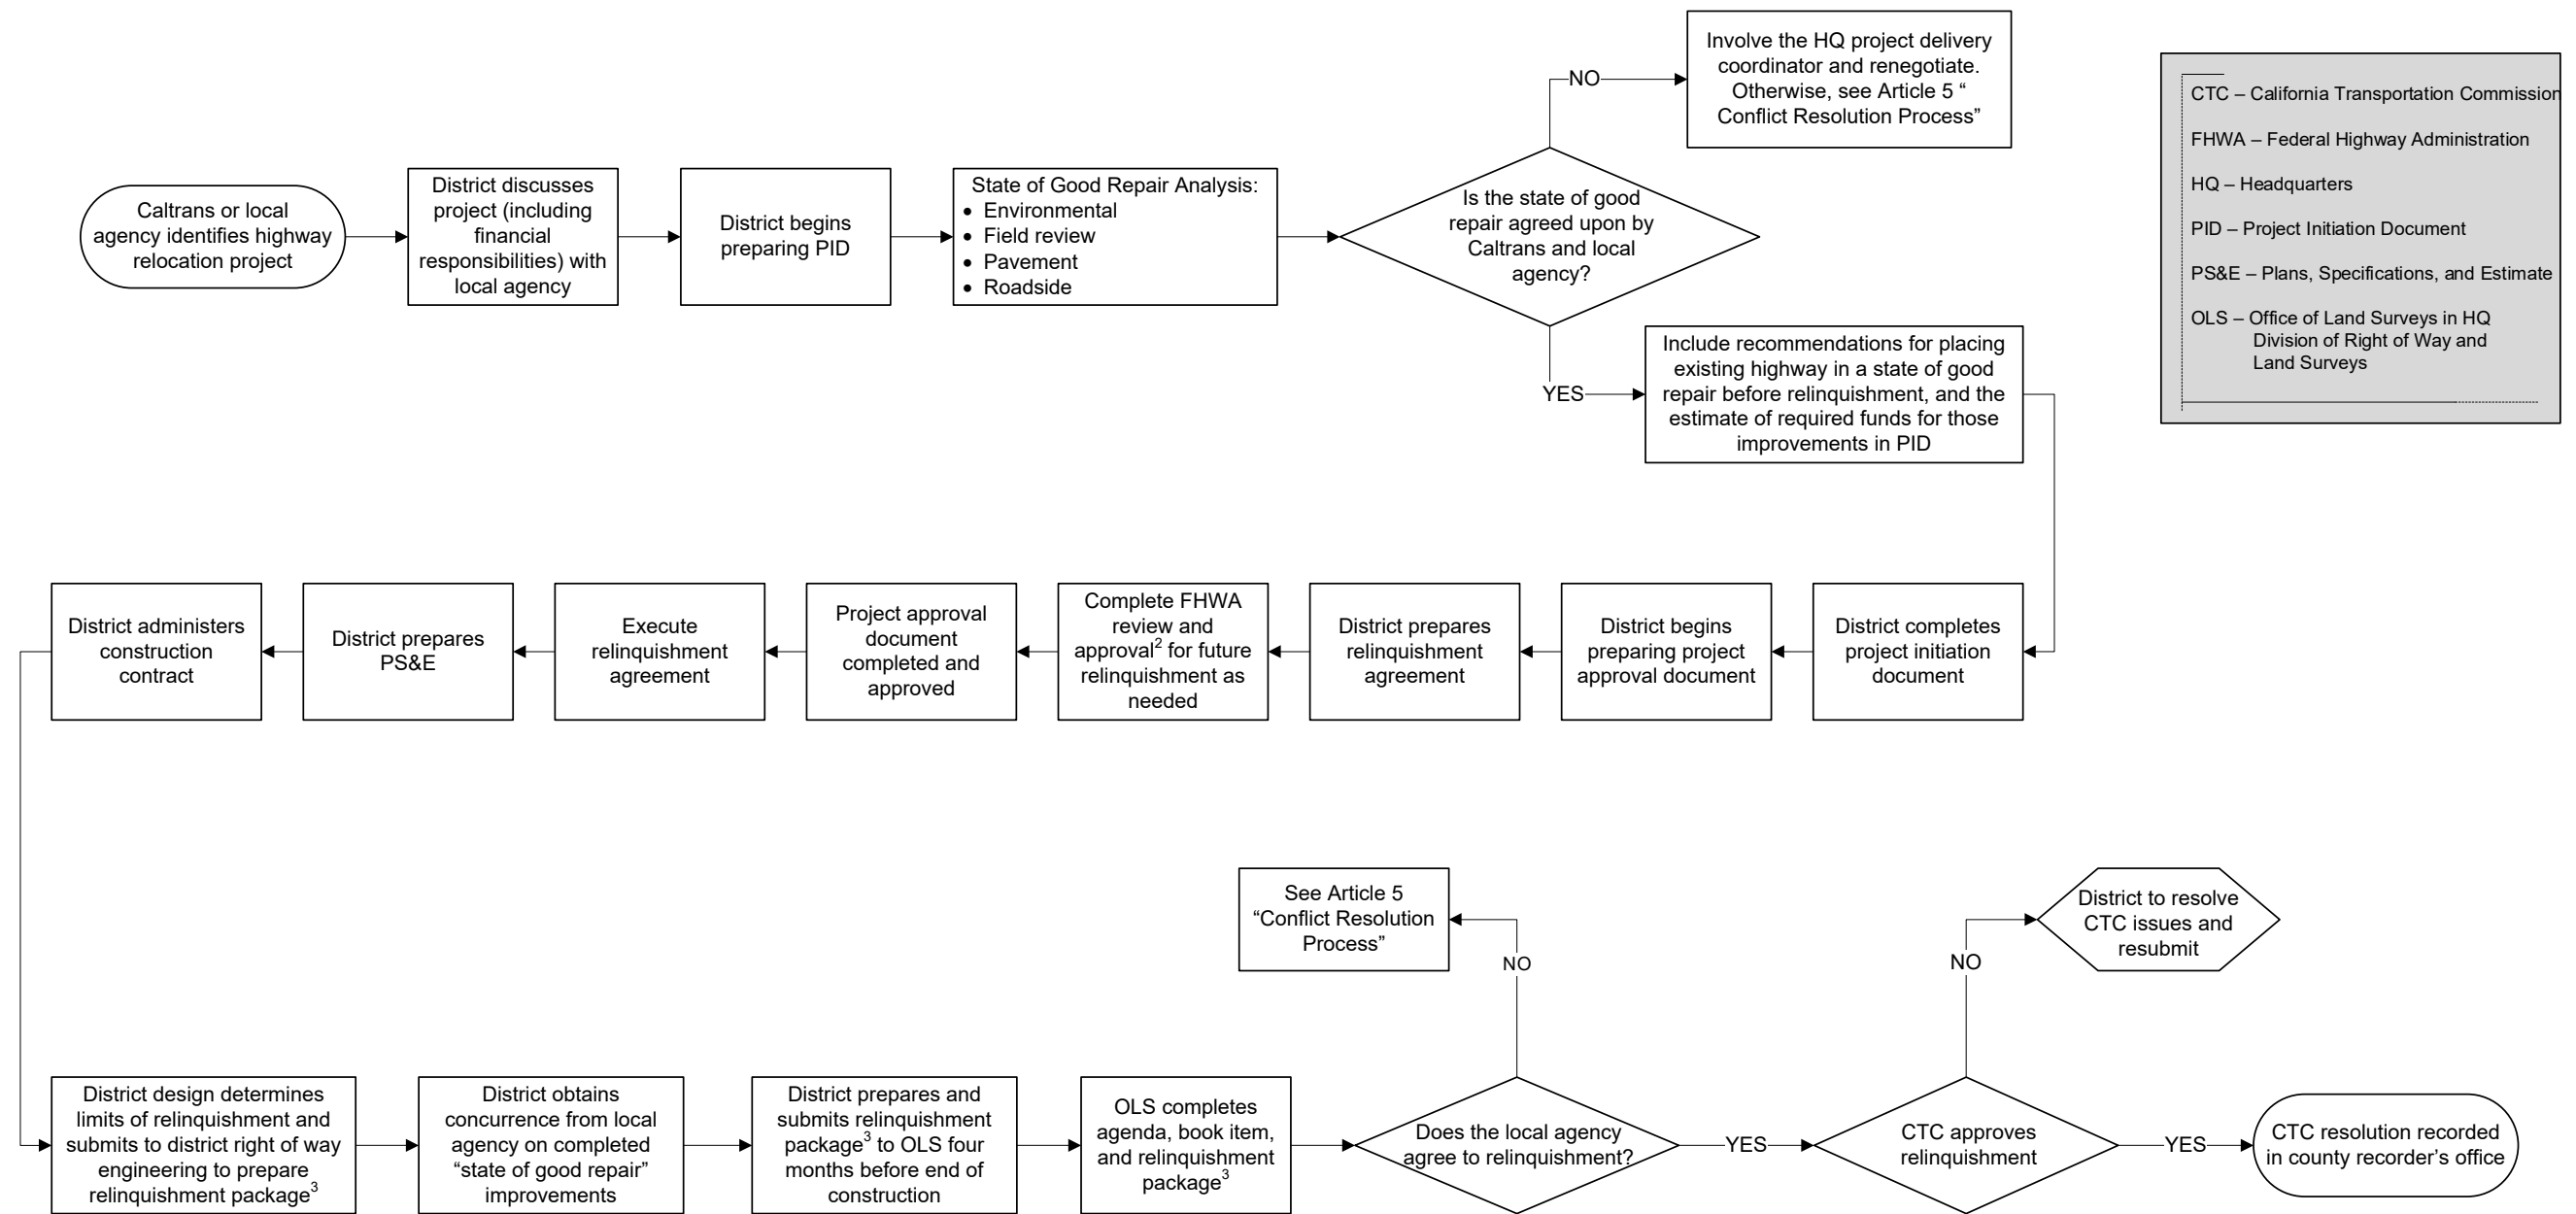 Involve the HQ project delivery
coordinator and renegotiate.
Otherwise, see Article 5 “
Conflict Resolution Process”
NO
CTC – California Transportation Commission
FHWA – Federal Highway Administration
HQ – Headquarters
PID – Project Initiation Document
PS&E – Plans, Specifications, and Estimate
OLS – Office of Land Surveys in HQ
Division of Right of Way and
Land Surveys
Caltrans or local
agency identifies highway
relocation project
District discusses
project (including
financial
responsibilities) with
local agency
District begins
preparing PID
State of Good Repair Analysis:
• Environmental
• Field review
• Pavement
• Roadside
Is the state of good
repair agreed upon by
Caltrans and local
agency?
YES
Include recommendations for placing
existing highway in a state of good
repair before relinquishment, and the
estimate of required funds for those
improvements in PID
District administers
construction
contract
District prepares
PS&E
Execute
relinquishment
agreement
Project approval
document
completed and
approved
Complete FHWA
review and
approval² for future
relinquishment as
needed
District prepares
relinquishment
agreement
District begins
preparing project
approval document
District completes
project initiation
document
See Article 5
“Conflict Resolution
Process”
NO
District to resolve
CTC issues and
resubmit
NO
District design determines
limits of relinquishment and
submits to district right of way
engineering to prepare
relinquishment package³
District obtains
concurrence from local
agency on completed
“state of good repair”
improvements
District prepares and
submits relinquishment
package³ to OLS four
months before end of
construction
OLS completes
agenda, book item,
and relinquishment
package³
Does the local agency
agree to relinquishment?
YES
CTC approves
relinquishment
YES
CTC resolution recorded
in county recorder’s office